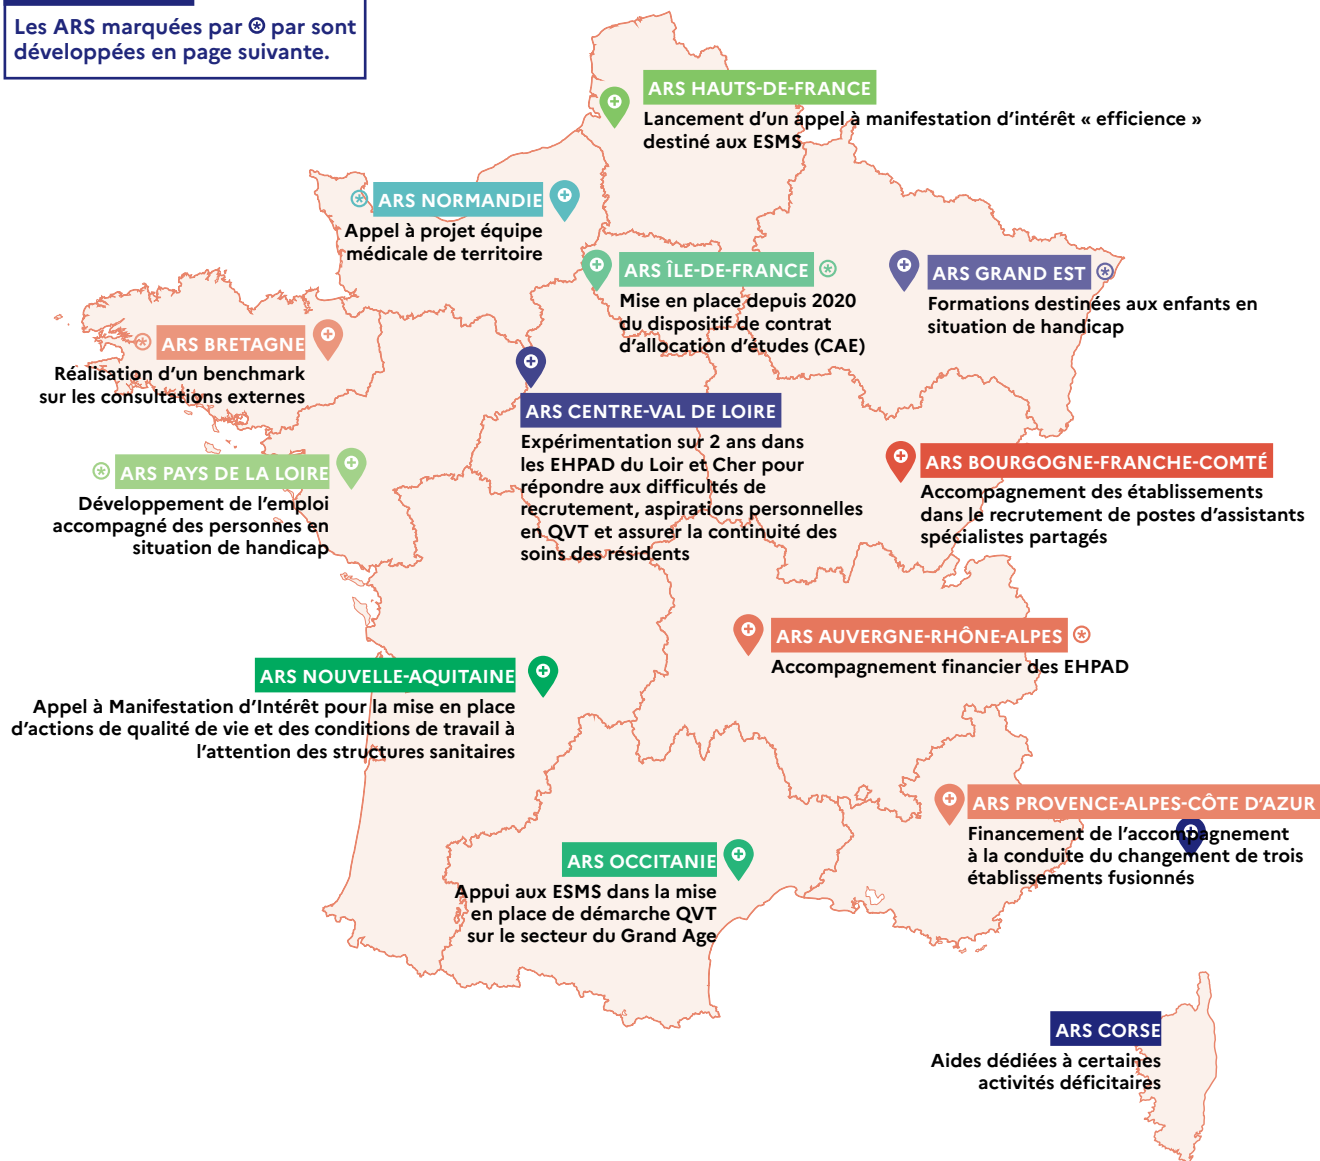 Les ARS marquées par ⊛ par sont
développées en page suivante.
ARS HAUTS-DE-FRANCE
Lancement d’un appel à manifestation d’intérêt « efficience »
destiné aux ESMS
ARS NORMANDIE
Appel à projet équipe
médicale de territoire
ARS ÎLE-DE-FRANCE
Mise en place depuis 2020
du dispositif de contrat
d’allocation d’études (CAE)
ARS GRAND EST
Formations destinées aux enfants en
situation de handicap
ARS BRETAGNE
Réalisation d’un benchmark
sur les consultations externes
ARS CENTRE-VAL DE LOIRE
Expérimentation sur 2 ans dans
les EHPAD du Loir et Cher pour
répondre aux difficultés de
recrutement, aspirations personnelles
en QVT et assurer la continuité des
soins des résidents
ARS PAYS DE LA LOIRE
Développement de l’emploi
accompagné des personnes en
situation de handicap
ARS BOURGOGNE-FRANCHE-COMTÉ
Accompagnement des établissements
dans le recrutement de postes d’assistants
spécialistes partagés
ARS AUVERGNE-RHÔNE-ALPES
Accompagnement financier des EHPAD
ARS NOUVELLE-AQUITAINE
Appel à Manifestation d’Intérêt pour la mise en place
d’actions de qualité de vie et des conditions de travail à
l’attention des structures sanitaires
ARS PROVENCE-ALPES-CÔTE D’AZUR
Financement de l’accompagnement
à la conduite du changement de trois
établissements fusionnés
ARS OCCITANIE
Appui aux ESMS dans la mise
en place de démarche QVT
sur le secteur du Grand Age
ARS CORSE
Aides dédiées à certaines
activités déficitaires